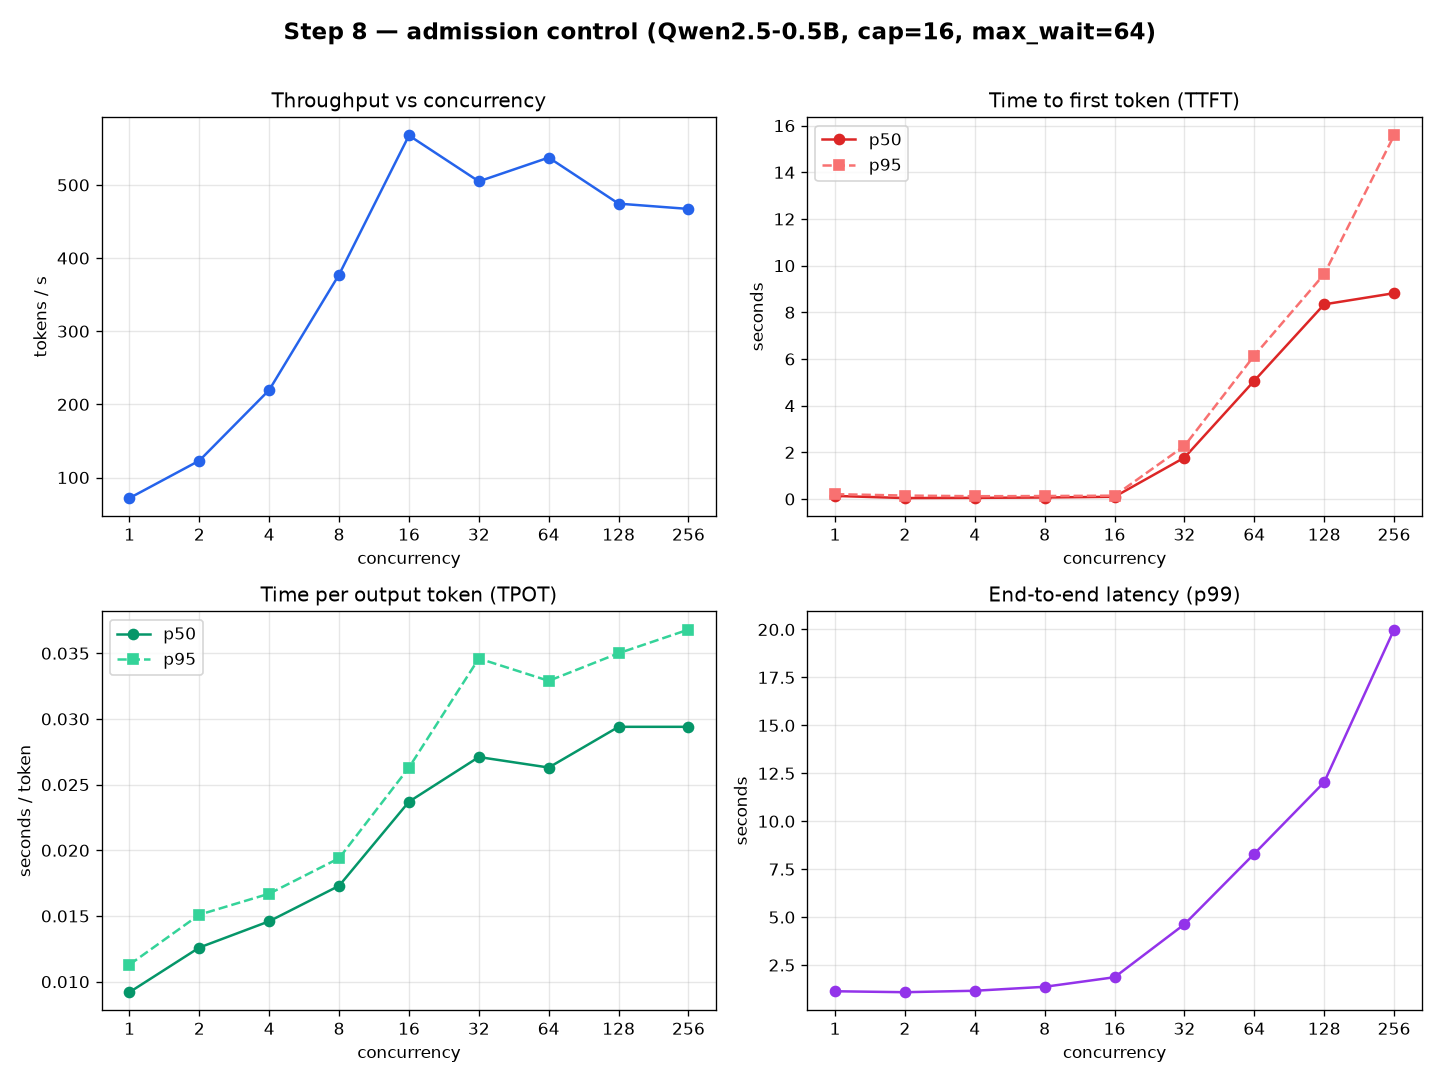 Step 8 — admission control (Qwen2.5-0.5B, cap=16, max_wait=64)
Throughput vs concurrency
tokens / s
500
400
300
200
100
1 2 4 8 16 32 64 128 256
concurrency
Time to first token (TTFT)
p50
p95
seconds
16
14
12
10
8
6
4
2
0
1 2 4 8 16 32 64 128 256
concurrency
Time per output token (TPOT)
p50
p95
seconds / token
0.035
0.030
0.025
0.020
0.015
0.010
1 2 4 8 16 32 64 128 256
concurrency
End-to-end latency (p99)
seconds
20.0
17.5
15.0
12.5
10.0
7.5
5.0
2.5
1 2 4 8 16 32 64 128 256
concurrency